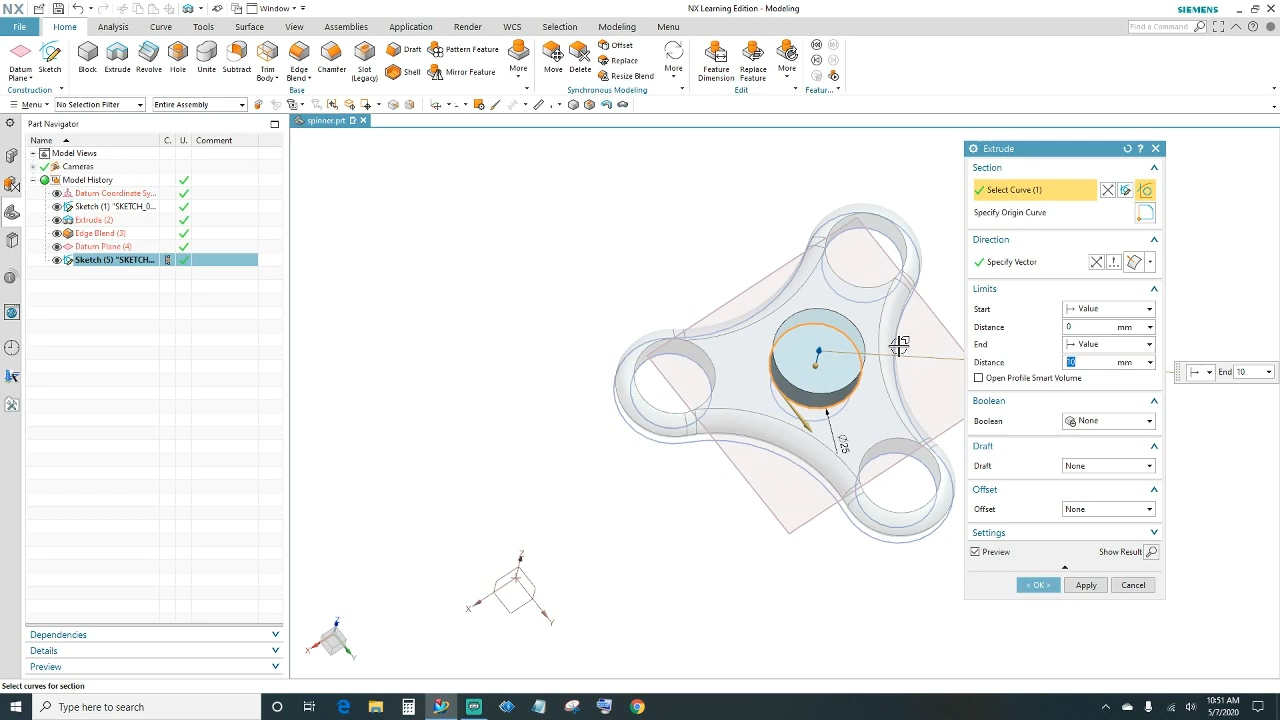 NX
Window
NX Learning Edition - Modeling
SIEMENS
File
Home
Analysis
Curve
Tools
Surface
View
Assemblies
Application
Render
WCS
Selection
Modeling
Menu
Find a Command
Datum Plane
Sketch
Block
Extrude
Revolve
Hole
Unite
Subtract
Trim Body
Edge Blend
Chamfer
Slot (Legacy)
Draft
Shell
Pattern Feature
Mirror Feature
More
Move
Delete
Offset
Replace
Resize Blend
More
Feature Dimension
Replace Feature
More
Construction
Base
Synchronous Modeling
Edit
Featur...
Menu
No Selection Filter
Entire Assembly
Part Navigator
spinner.prt
Name
C.
U.
Comment
Model Views
Cameras
Model History
Datum Coordinate Sy...
Sketch (1) "SKETCH_0...
Extrude (2)
Edge Blend (3)
Datum Plane (4)
Sketch (5) "SKETCH...
Dependencies
Details
Preview
Ø25
Z
X
Y
Z
X
Y
Extrude
Section
Select Curve (1)
Specify Origin Curve
Direction
Specify Vector
Limits
Start
Value
Distance
0
mm
End
Value
Distance
10
mm
Open Profile Smart Volume
Boolean
Boolean
None
Draft
Draft
None
Offset
Offset
None
Settings
Preview
Show Result
< OK >
Apply
Cancel
End
10
Select curves for section
Type here to search
10:51 AM
5/7/2020